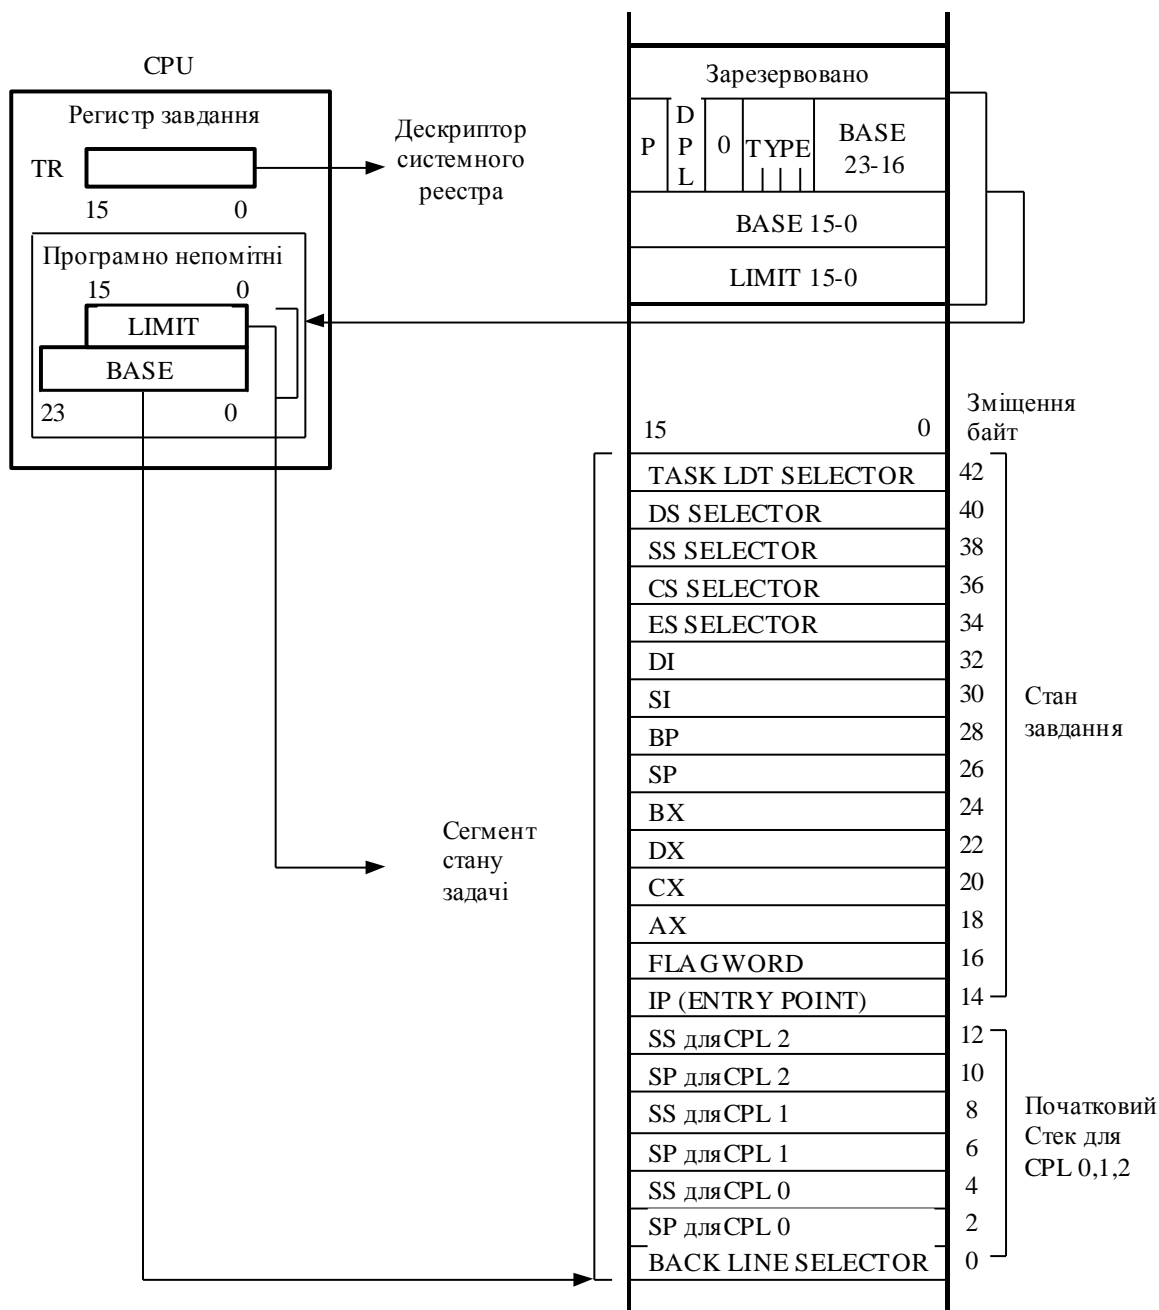 CPU
Регистр завдання
TR
15 0
Програмно непомітні
15 0
LIMIT
BASE
23 0
Дескриптор
системного
реестра
Зарезервовано
P
D
P
L
0
TYPE
BASE
23-16
BASE 15-0
LIMIT 15-0
Зміщення
байт
15 0
TASK LDT SELECTOR 42
DS SELECTOR 40
SS SELECTOR 38
CS SELECTOR 36
ES SELECTOR 34
DI 32
SI 30
BP 28
SP 26
BX 24
DX 22
CX 20
AX 18
FLAGWORD 16
IP (ENTRY POINT) 14
Стан
завдання
Сегмент
стану
задачі
SS для CPL 2 12
SP для CPL 2 10
SS для CPL 1 8
SP для CPL 1 6
SS для CPL 0 4
SP для CPL 0 2
BACK LINE SELECTOR 0
Початковий
Стек для
CPL 0,1,2